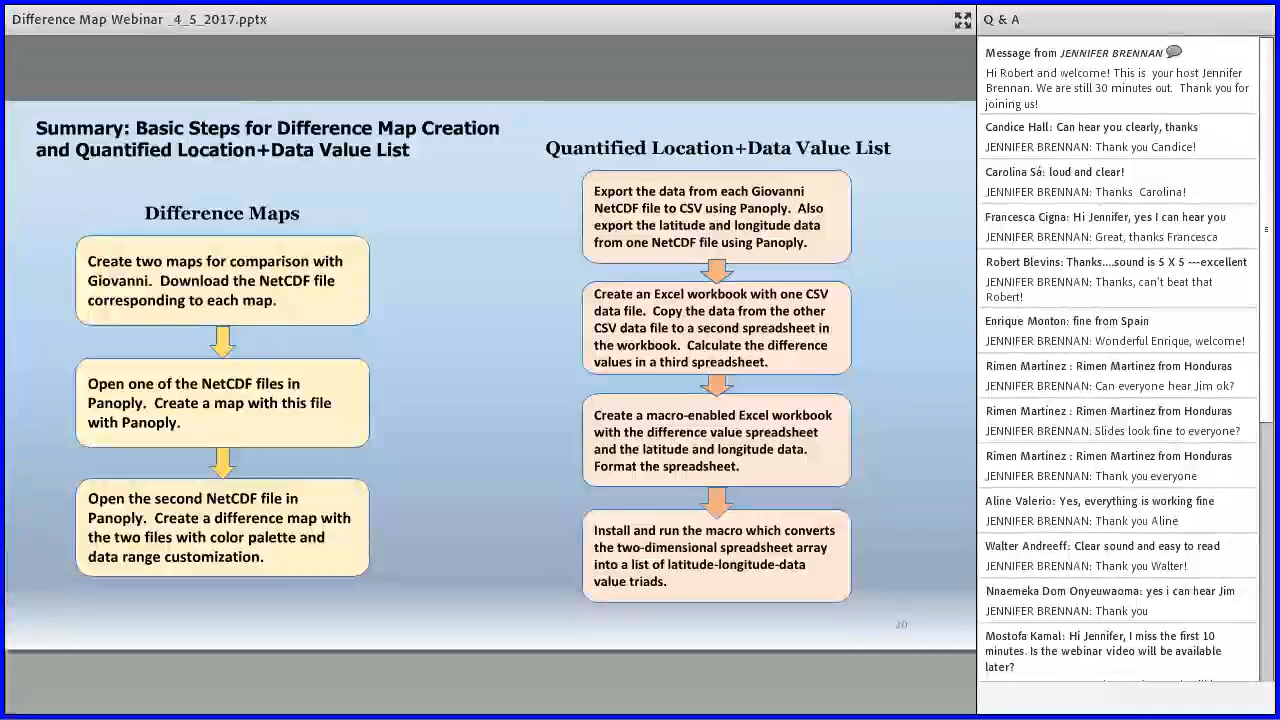 Difference Map Webinar _4_5_2017.pptx
Summary: Basic Steps for Difference Map Creation
and Quantified Location+Data Value List
Difference Maps
Create two maps for comparison with
Giovanni.  Download the NetCDF file
corresponding to each map.
Open one of the NetCDF files in
Panoply.  Create a map with this file
with Panoply.
Open the second NetCDF file in
Panoply.  Create a difference map with
the two files with color palette and
data range customization.
Quantified Location+Data Value List
Export the data from each Giovanni
NetCDF file to CSV using Panoply.  Also
export the latitude and longitude data
from one NetCDF file using Panoply.
Create an Excel workbook with one CSV
data file.  Copy the data from the other
CSV data file to a second spreadsheet in
the workbook.  Calculate the difference
values in a third spreadsheet.
Create a macro-enabled Excel workbook
with the difference value spreadsheet
and the latitude and longitude data.
Format the spreadsheet.
Install and run the macro which converts
the two-dimensional spreadsheet array
into a list of latitude-longitude-data
value triads.
20
Q & A
Message from JENNIFER BRENNAN
Hi Robert and welcome! This is  your host Jennifer
Brennan. We are still 30 minutes out.  Thank you for
joining us!
Candice Hall: Can hear you clearly, thanks
JENNIFER BRENNAN: Thank you Candice!
Carolina Sá: loud and clear!
JENNIFER BRENNAN: Thanks  Carolina!
Francesca Cigna: Hi Jennifer, yes I can hear you
JENNIFER BRENNAN: Great, thanks Francesca
Robert Blevins: Thanks....sound is 5 X 5 ---excellent
JENNIFER BRENNAN: Thanks, can't beat that
Robert!
Enrique Monton: fine from Spain
JENNIFER BRENNAN: Wonderful Enrique, welcome!
Rimen Martinez : Rimen Martinez from Honduras
JENNIFER BRENNAN: Can everyone hear Jim ok?
Rimen Martinez : Rimen Martinez from Honduras
JENNIFER BRENNAN: Slides look fine to everyone?
Rimen Martinez : Rimen Martinez from Honduras
JENNIFER BRENNAN: Thank you everyone
Aline Valerio: Yes, everything is working fine
JENNIFER BRENNAN: Thank you Aline
Walter Andreeff: Clear sound and easy to read
JENNIFER BRENNAN: Thank you Walter!
Nnaemeka Dom Onyeuwaoma: yes i can hear Jim
JENNIFER BRENNAN: Thank you
Mostofa Kamal: Hi Jennifer, I miss the first 10
minutes. Is the webinar video will be available
later?